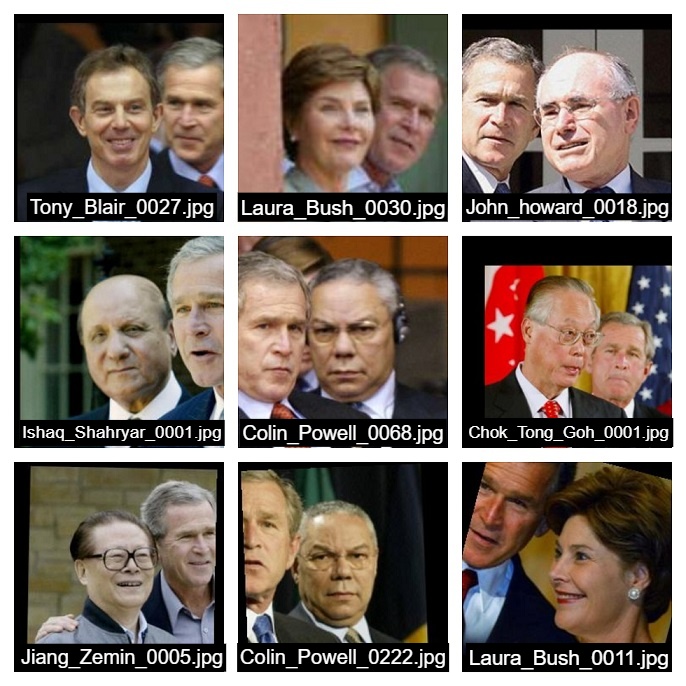 Tony_Blair_0027.jpg
Laura_Bush_0030.jpg
John_howard_0018.jpg
Ishaq_Shahryar_0001.jpg
Colin_Powell_0068.jpg
Chok_Tong_Goh_0001.jpg
Jiang_Zemin_0005.jpg
Colin_Powell_0222.jpg
Laura_Bush_0011.jpg